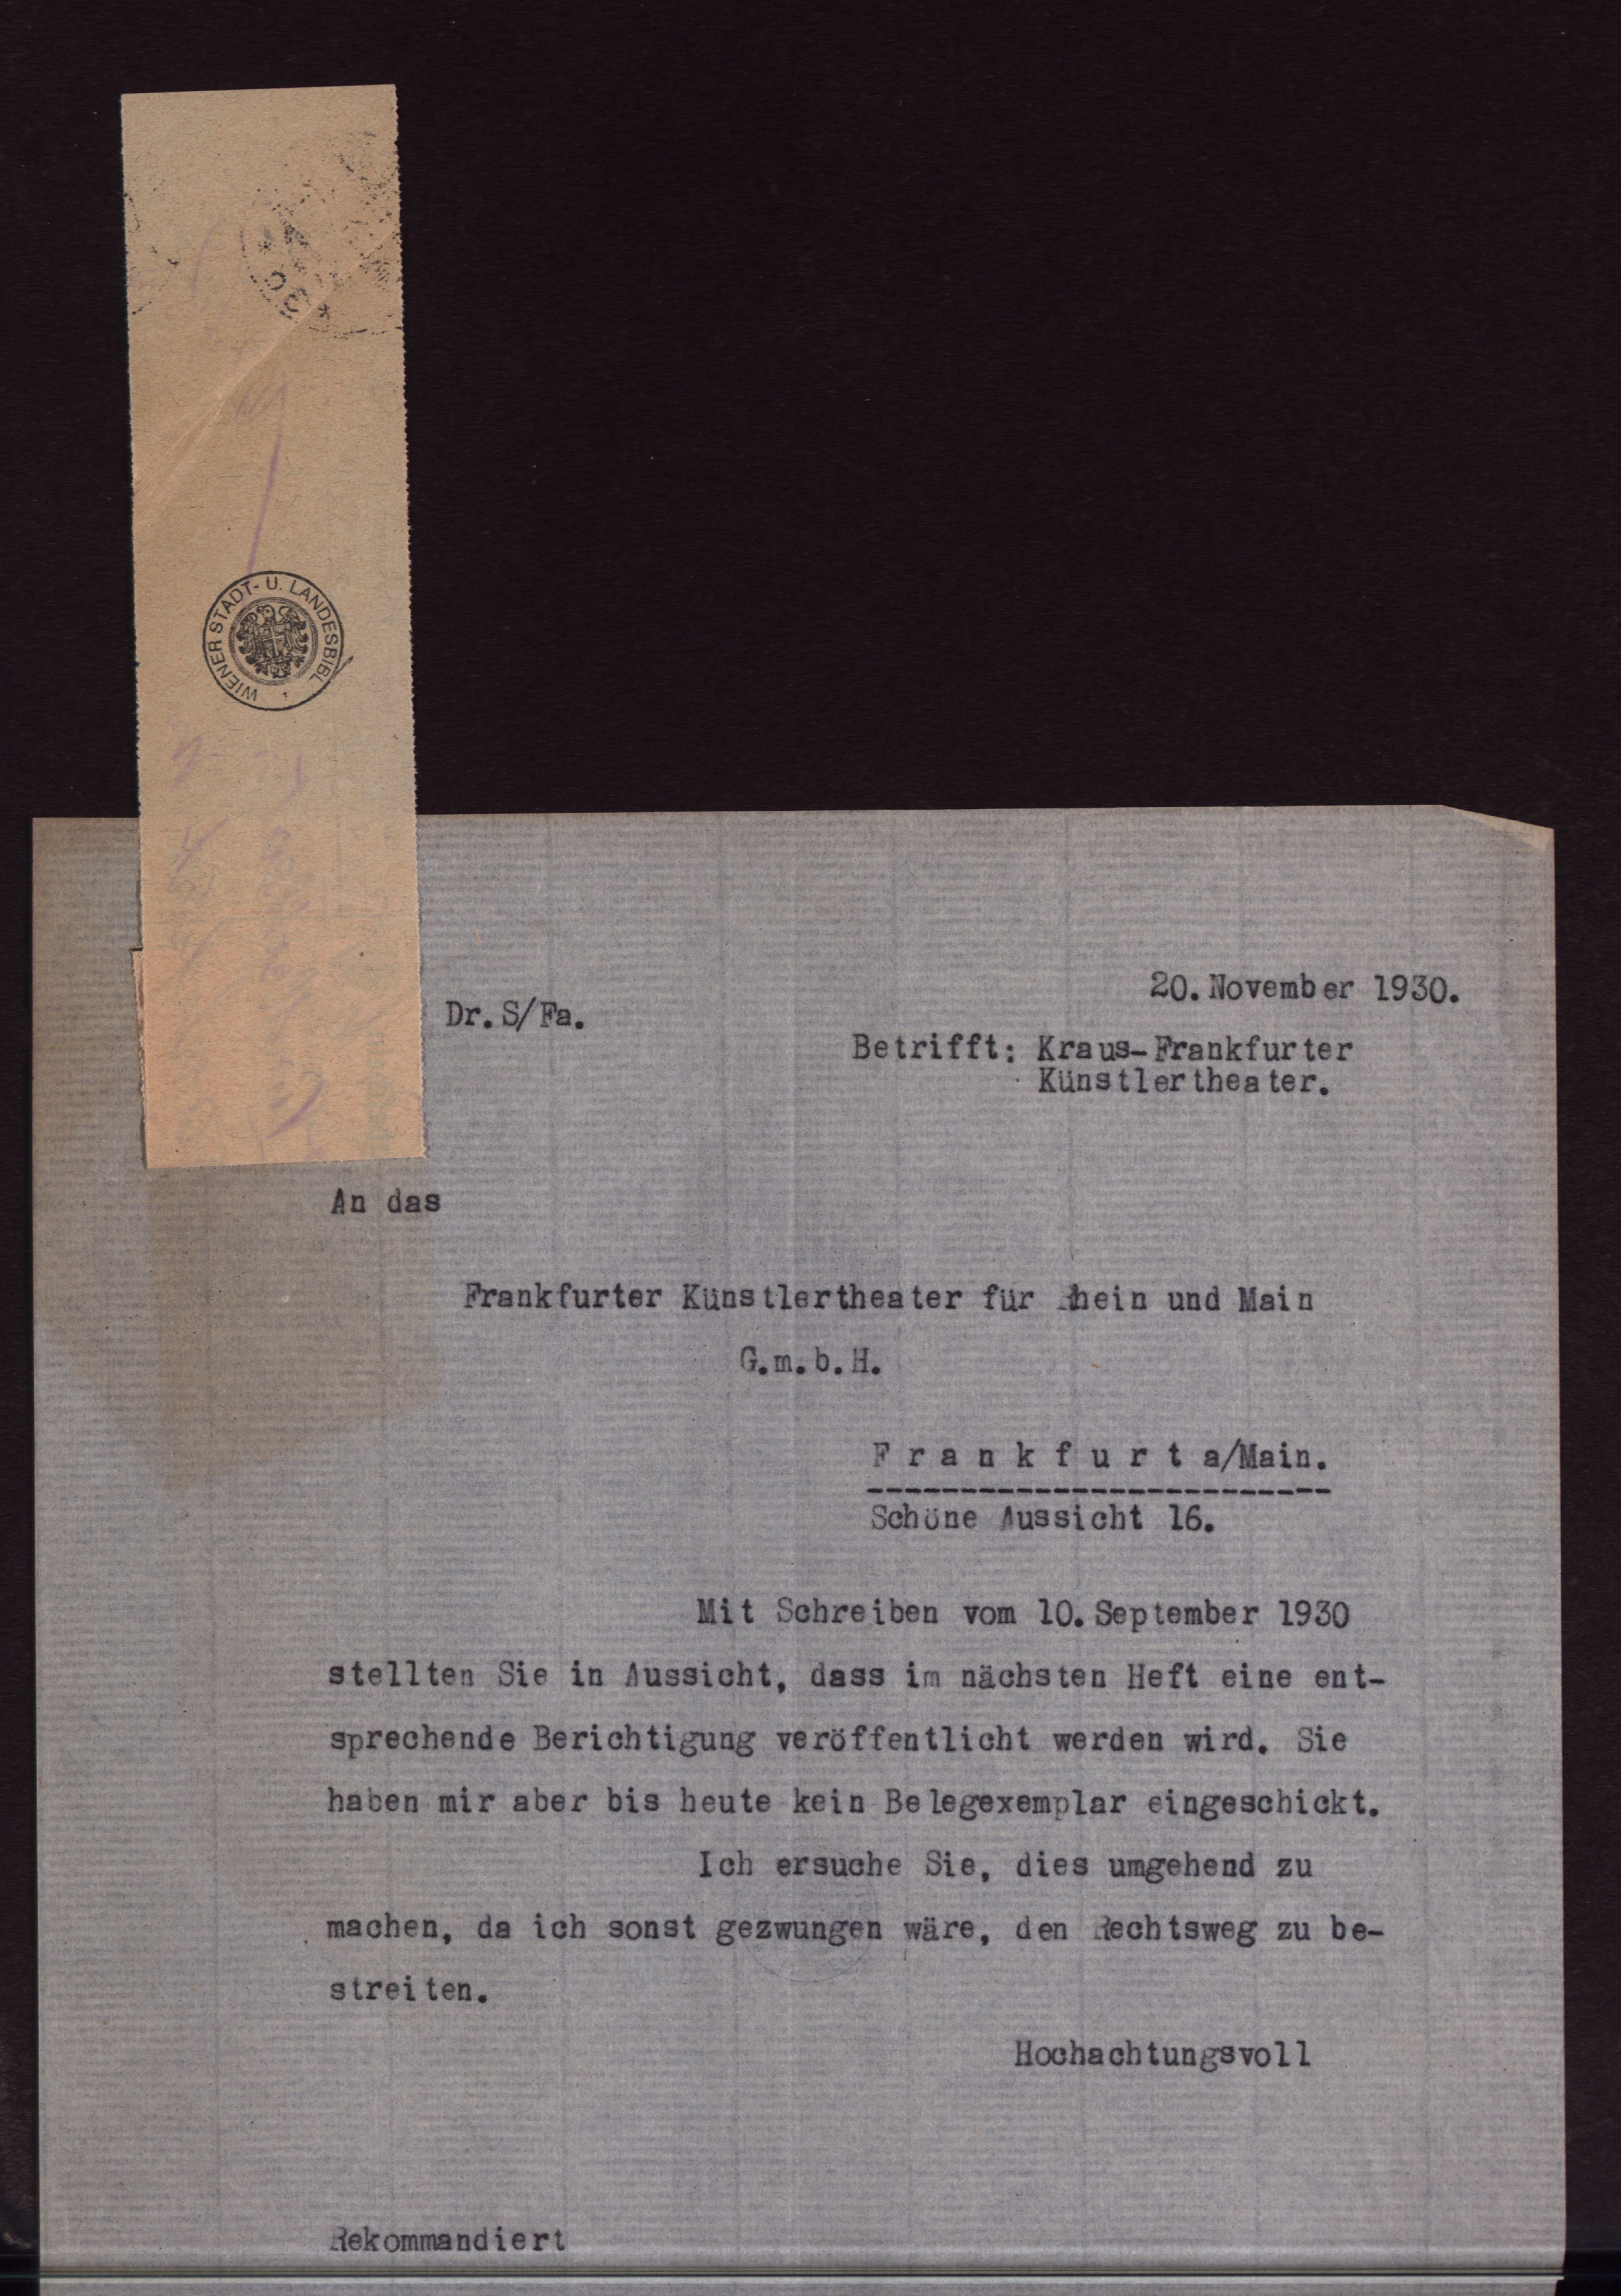 WIENER STADT- U. LANDESBIBL
20.November 1930.
Dr.S/Fa.
Betrifft: Kraus-Frankfurter
Künstlertheater.
An das
Frankfurter Künstlertheater für Rhein und Main
G.m.b.H.
F r a n k f u r t a/Main.
-------------------------
Schöne Aussicht 16.
Mit Schreiben vom 10.September 1930
stellten Sie in Aussicht, dass im nächsten Heft eine ent-
sprechende Berichtigung veröffentlicht werden wird. Sie
haben mir aber bis heute kein Belegexemplar eingeschickt.
Ich ersuche Sie, dies umgehend zu
machen, da ich sonst gezwungen wäre, den Rechtsweg zu be-
streiten.
Hochachtungsvoll
Rekommandiert